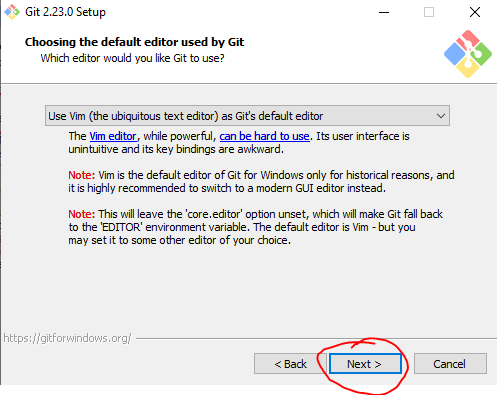 Git 2.23.0 Setup
Choosing the default editor used by Git
Which editor would you like Git to use?
Use Vim (the ubiquitous text editor) as Git's default editor
The Vim editor, while powerful, can be hard to use. Its user interface is
unintuitive and its key bindings are awkward.
Note: Vim is the default editor of Git for Windows only for historical reasons, and
it is highly recommended to switch to a modern GUI editor instead.
Note: This will leave the 'core.editor' option unset, which will make Git fall back
to the 'EDITOR' environment variable. The default editor is Vim - but you
may set it to some other editor of your choice.
https://gitforwindows.org/
< Back
Next >
Cancel